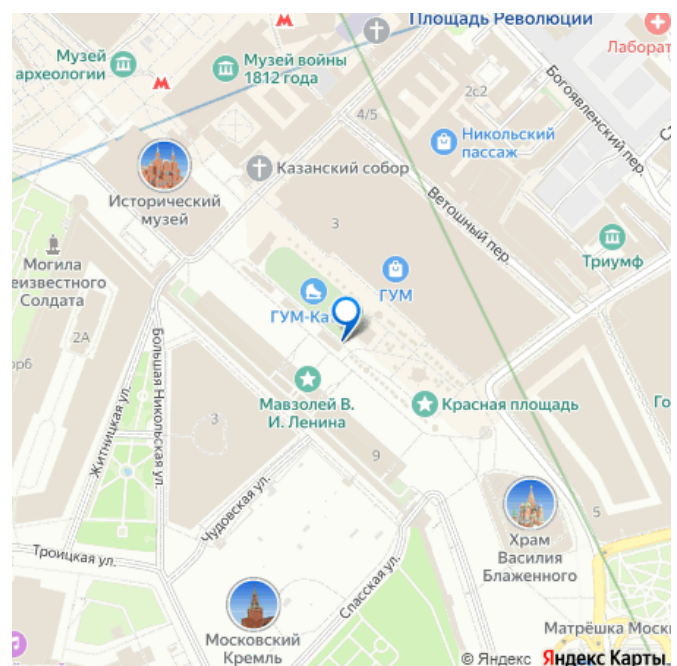 Площадь Революции
Музей
археологии
Музей войны
1812 года
Лаборат
Богоявленский пер.
2с2
4/5
Никольский
пассаж
Казанский собор
Исторический
музей
3
Ветошный пер.
Триумф
Могила
еизвестного
Солдата
ГУМ
ГУМ-Ка
2А
орб
Большая Никольская ул.
Житницкая ул.
Мавзолей В.
И. Ленина
Красная площадь
Го
3
9
Чудовская ул.
5
Храм
Василия
Блаженного
Троицкая ул.
Спасская ул.
Московский
Кремль
Матрёшка Моск
© Яндекс Яндекс Карты